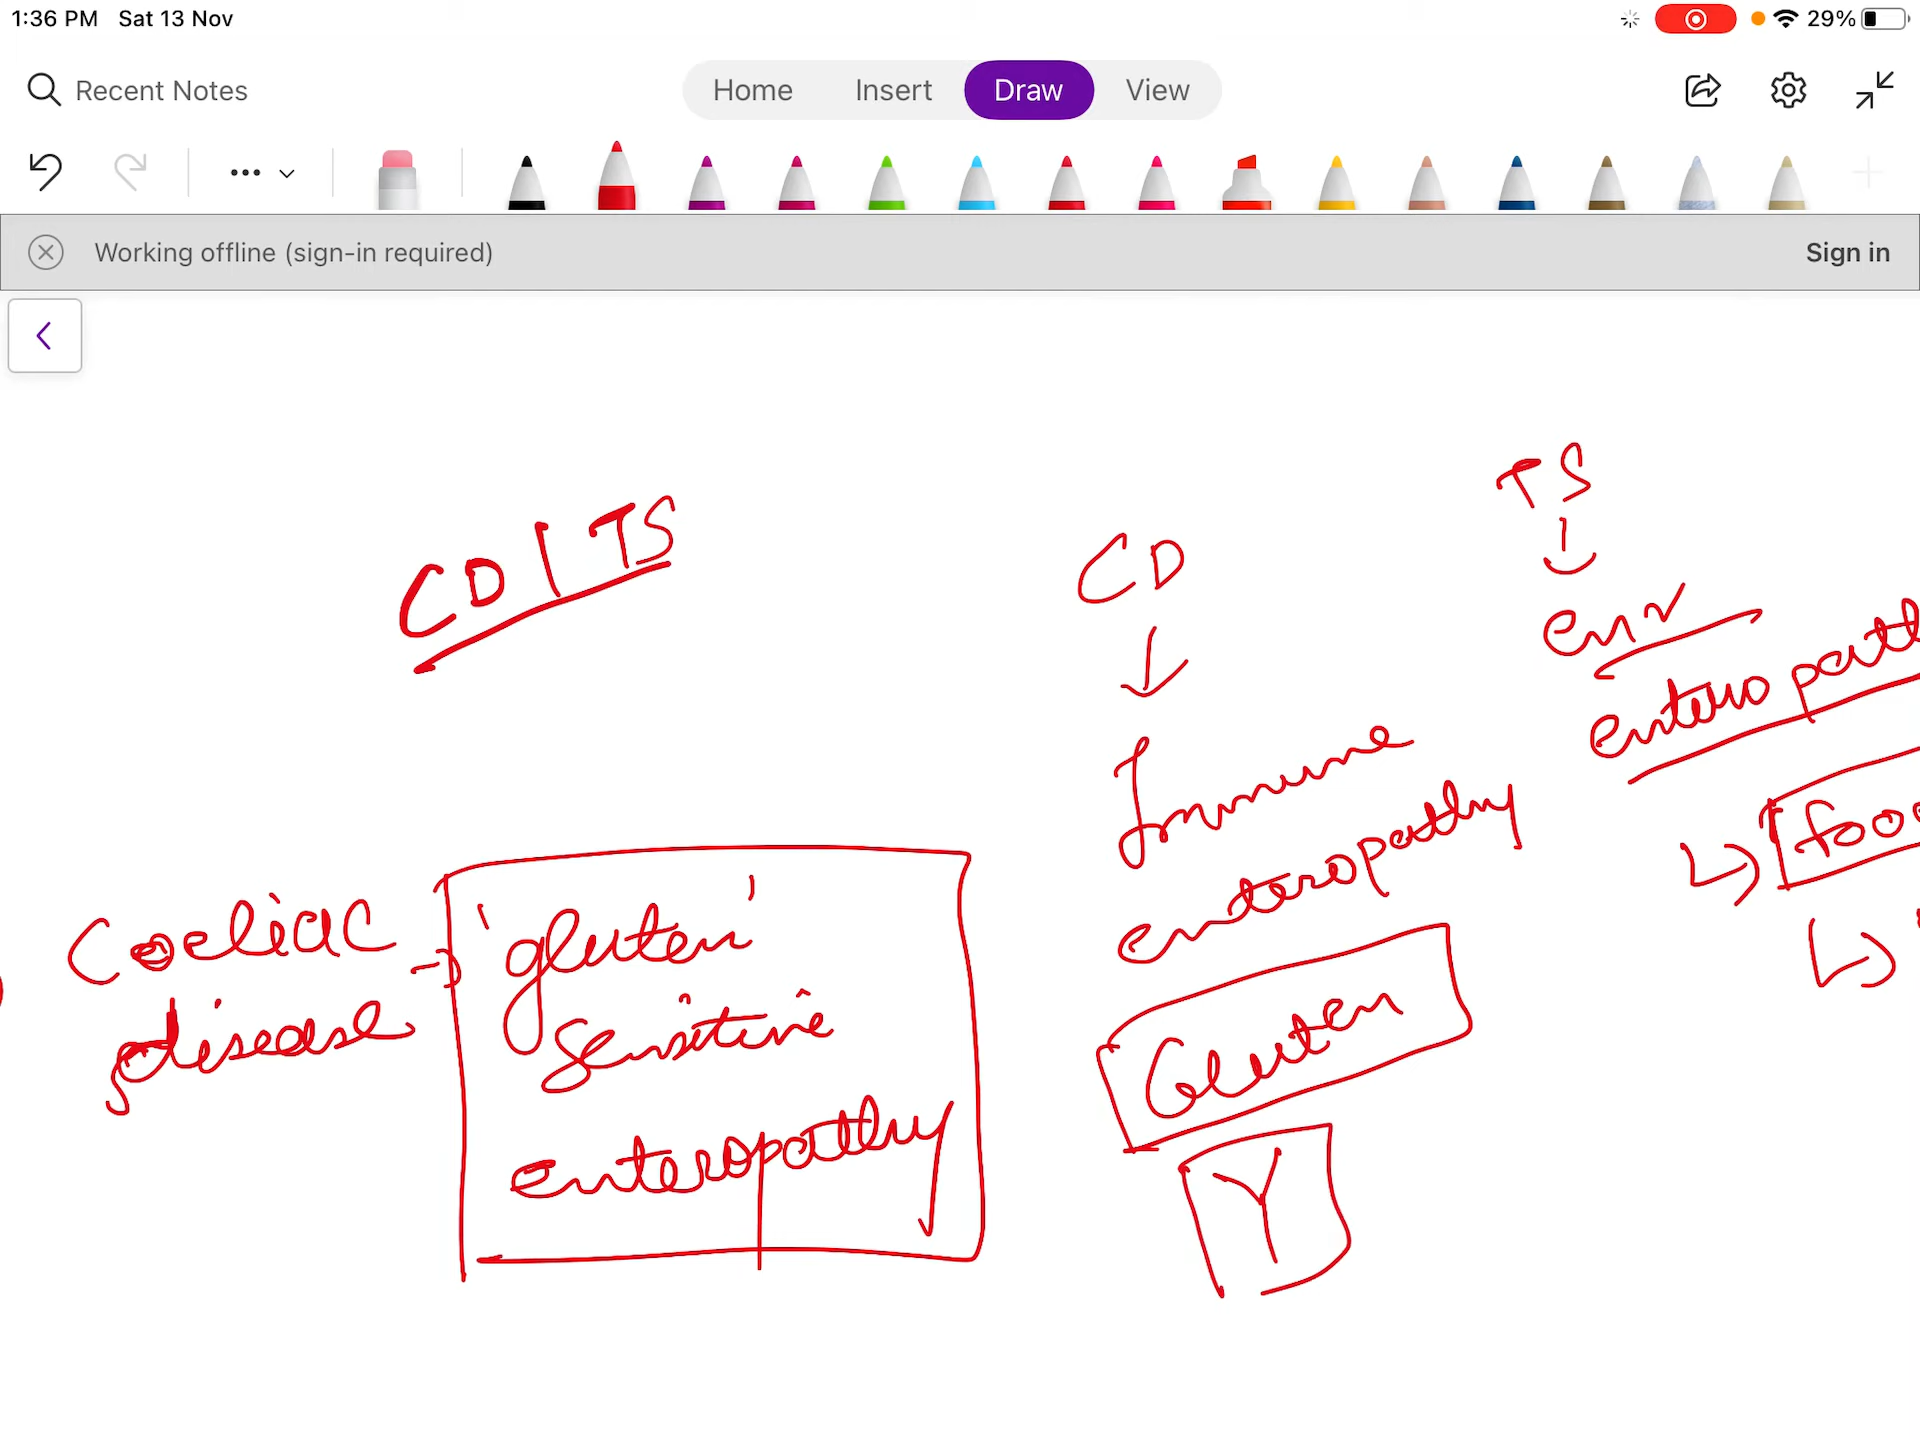 1:36 PM Sat 13 Nov
29%
Recent Notes
Home Insert Draw View
Working offline (sign-in required)
Sign in
CD | TS
Coeliac
disease
'gluten'
sensitive
enteropathy
CD
Immune
enteropathy
Gluten
Y
TS
env
entero path
foo